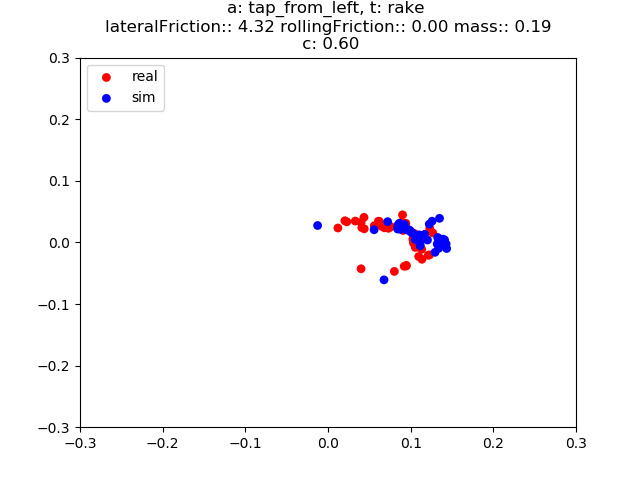 a: tap_from_left, t: rake
lateralFriction:: 4.32 rollingFriction:: 0.00 mass:: 0.19
c: 0.60
real
sim
0.3
0.2
0.1
0.0
−0.1
−0.2
−0.3
−0.3
−0.2
−0.1
0.0
0.1
0.2
0.3